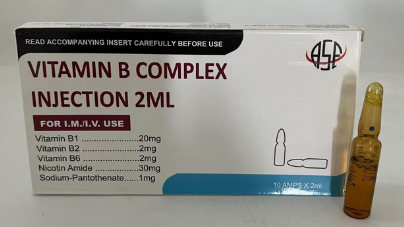 READ ACCOMPANYING INSERT CAREFULLY BEFORE USE
ASP
VITAMIN B COMPLEX
INJECTION 2ML
FOR I.M./I.V. USE
Vitamin B1 .......................20mg
Vitamin B2 .......................2mg
Vitamin B6 .......................2mg
Nicotin Amide .................30mg
Sodium-Pantothenate......1mg
10 AMPS X 2ml